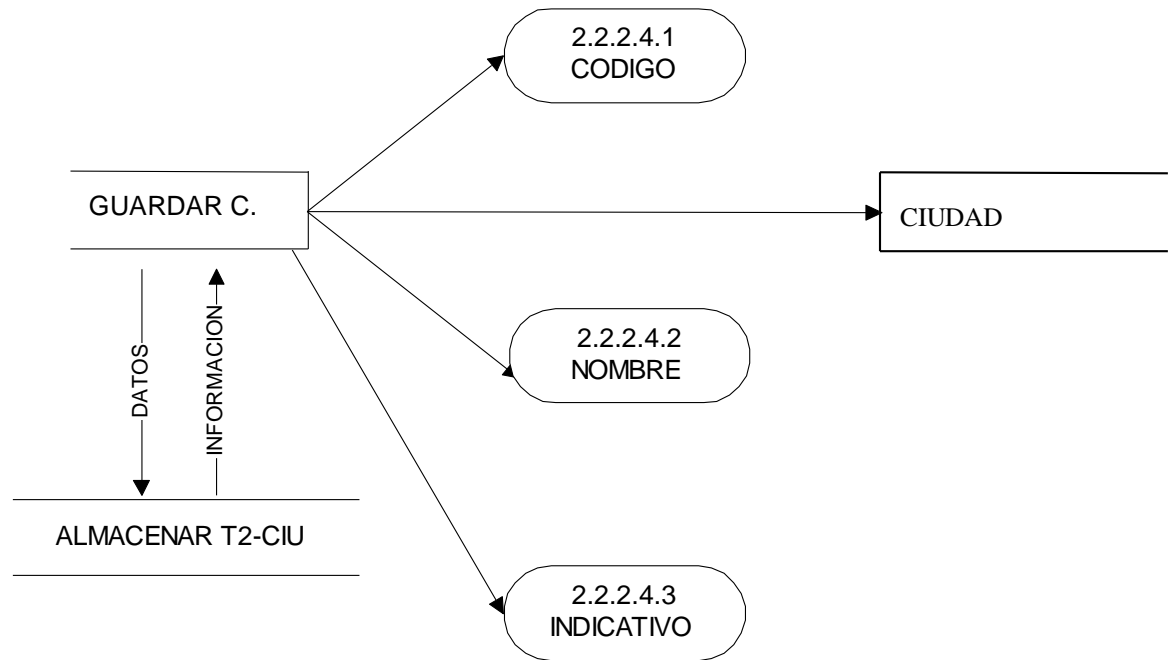 2.2.2.4.1
CODIGO
GUARDAR C.
CIUDAD
DATOS
INFORMACION
2.2.2.4.2
NOMBRE
ALMACENAR T2-CIU
2.2.2.4.3
INDICATIVO